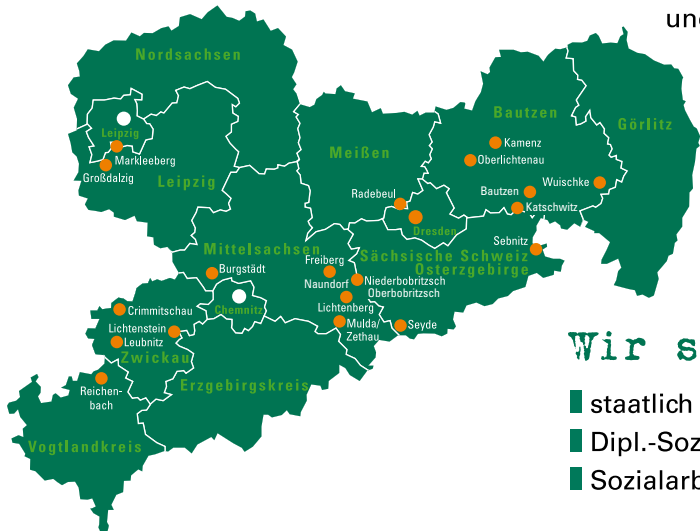 und
Nordsachsen
Bautzen
Görlitz
Leipzig
Kamenz
Meißen
Markleeberg
Oberlichtenau
Großdalzig
Leipzig
Wuischke
Bautzen
Radebeul
Katschwitz
Dresden
Sebnitz
Mittelsachsen
Sächsische Schweiz
Osterzgebirge
Freiberg
Burgstädt
Naundorf
Niederbobritzsch
Oberbobritzsch
Chemnitz
Crimmitschau
Lichtenberg
Lichtenstein
Mulda/
Zethau
Seyde
Leubnitz
Zwickau
Erzgebirgskreis
Reichen-
bach
Vogtlandkreis
Wir s
staatlich
Dipl.-Soz
Sozialarb